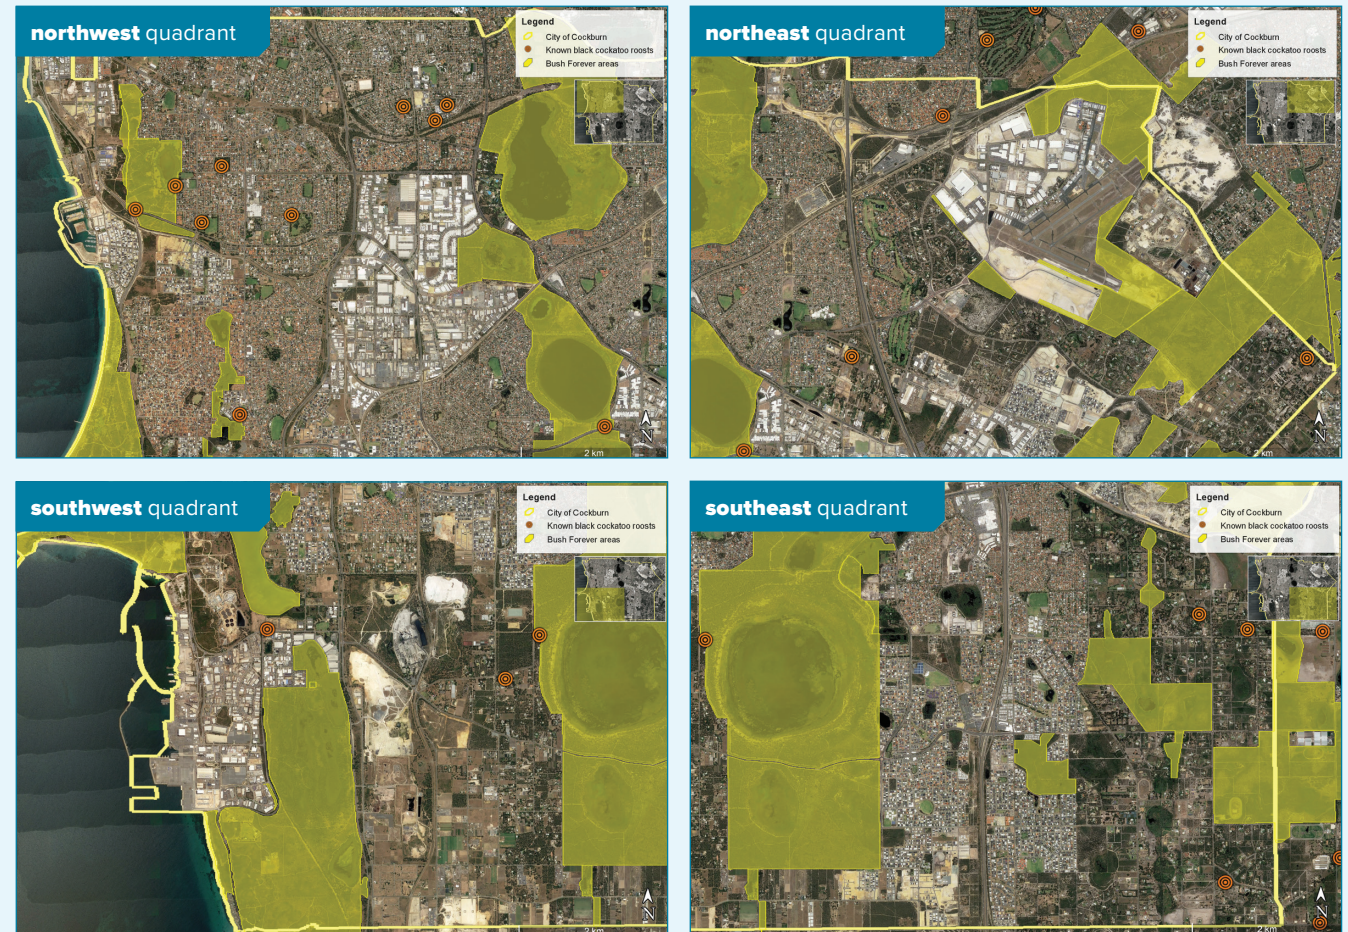 northwest quadrant
Legend
City of Cockburn
Known black cockatoo roosts
Bush Forever areas
N
2 km
northeast quadrant
Legend
City of Cockburn
Known black cockatoo roosts
Bush Forever areas
N
2 km
southwest quadrant
Legend
City of Cockburn
Known black cockatoo roosts
Bush Forever areas
N
2 km
southeast quadrant
Legend
City of Cockburn
Known black cockatoo roosts
Bush Forever areas
N
2 km